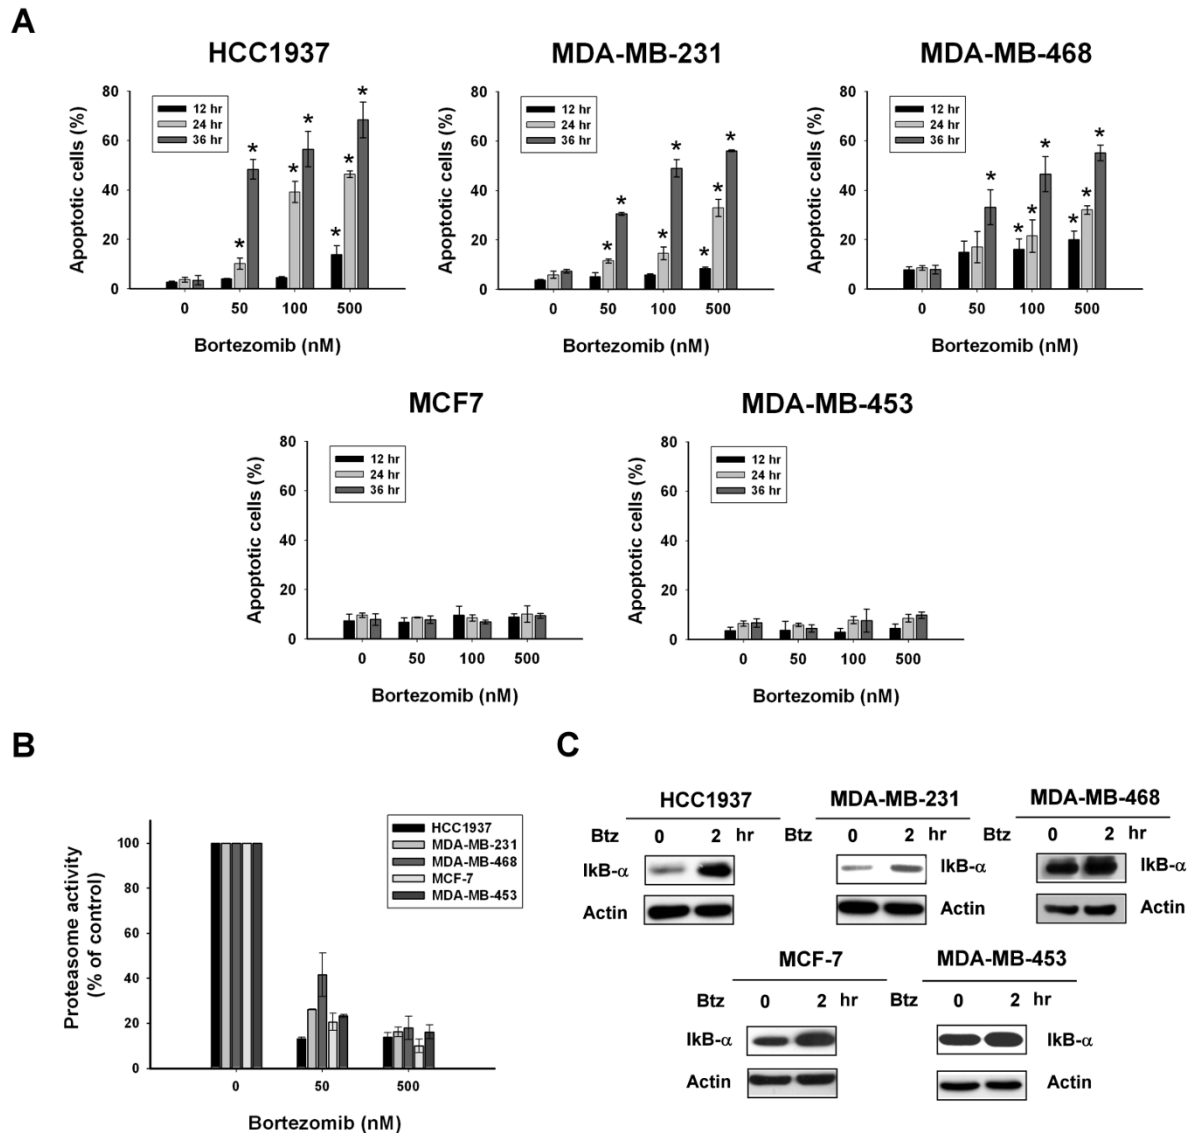 A
HCC1937
MDA-MB-231
MDA-MB-468
Apoptotic cells (%)
80
60
40
20
0
12 hr
24 hr
36 hr
* * * * * * *
0 50 100 500
Bortezomib (nM)
Apoptotic cells (%)
80
60
40
20
0
12 hr
24 hr
36 hr
* * * * * * *
0 50 100 500
Bortezomib (nM)
Apoptotic cells (%)
80
60
40
20
0
12 hr
24 hr
36 hr
* * * * * * *
0 50 100 500
Bortezomib (nM)
MCF7
MDA-MB-453
Apoptotic cells (%)
80
60
40
20
0
12 hr
24 hr
36 hr
0 50 100 500
Bortezomib (nM)
Apoptotic cells (%)
80
60
40
20
0
12 hr
24 hr
36 hr
0 50 100 500
Bortezomib (nM)
B
Proteasome activity
(% of control)
100
80
60
40
20
0
HCC1937
MDA-MB-231
MDA-MB-468
MCF-7
MDA-MB-453
0 50 500
Bortezomib (nM)
C
HCC1937
MDA-MB-231
MDA-MB-468
Btz 0 2 hr
Btz 0 2 hr
Btz 0 2 hr
IkB-α
IkB-α
IkB-α
Actin
Actin
Actin
MCF-7
MDA-MB-453
Btz 0 2 hr
Btz 0 2 hr
IkB-α
IkB-α
Actin
Actin